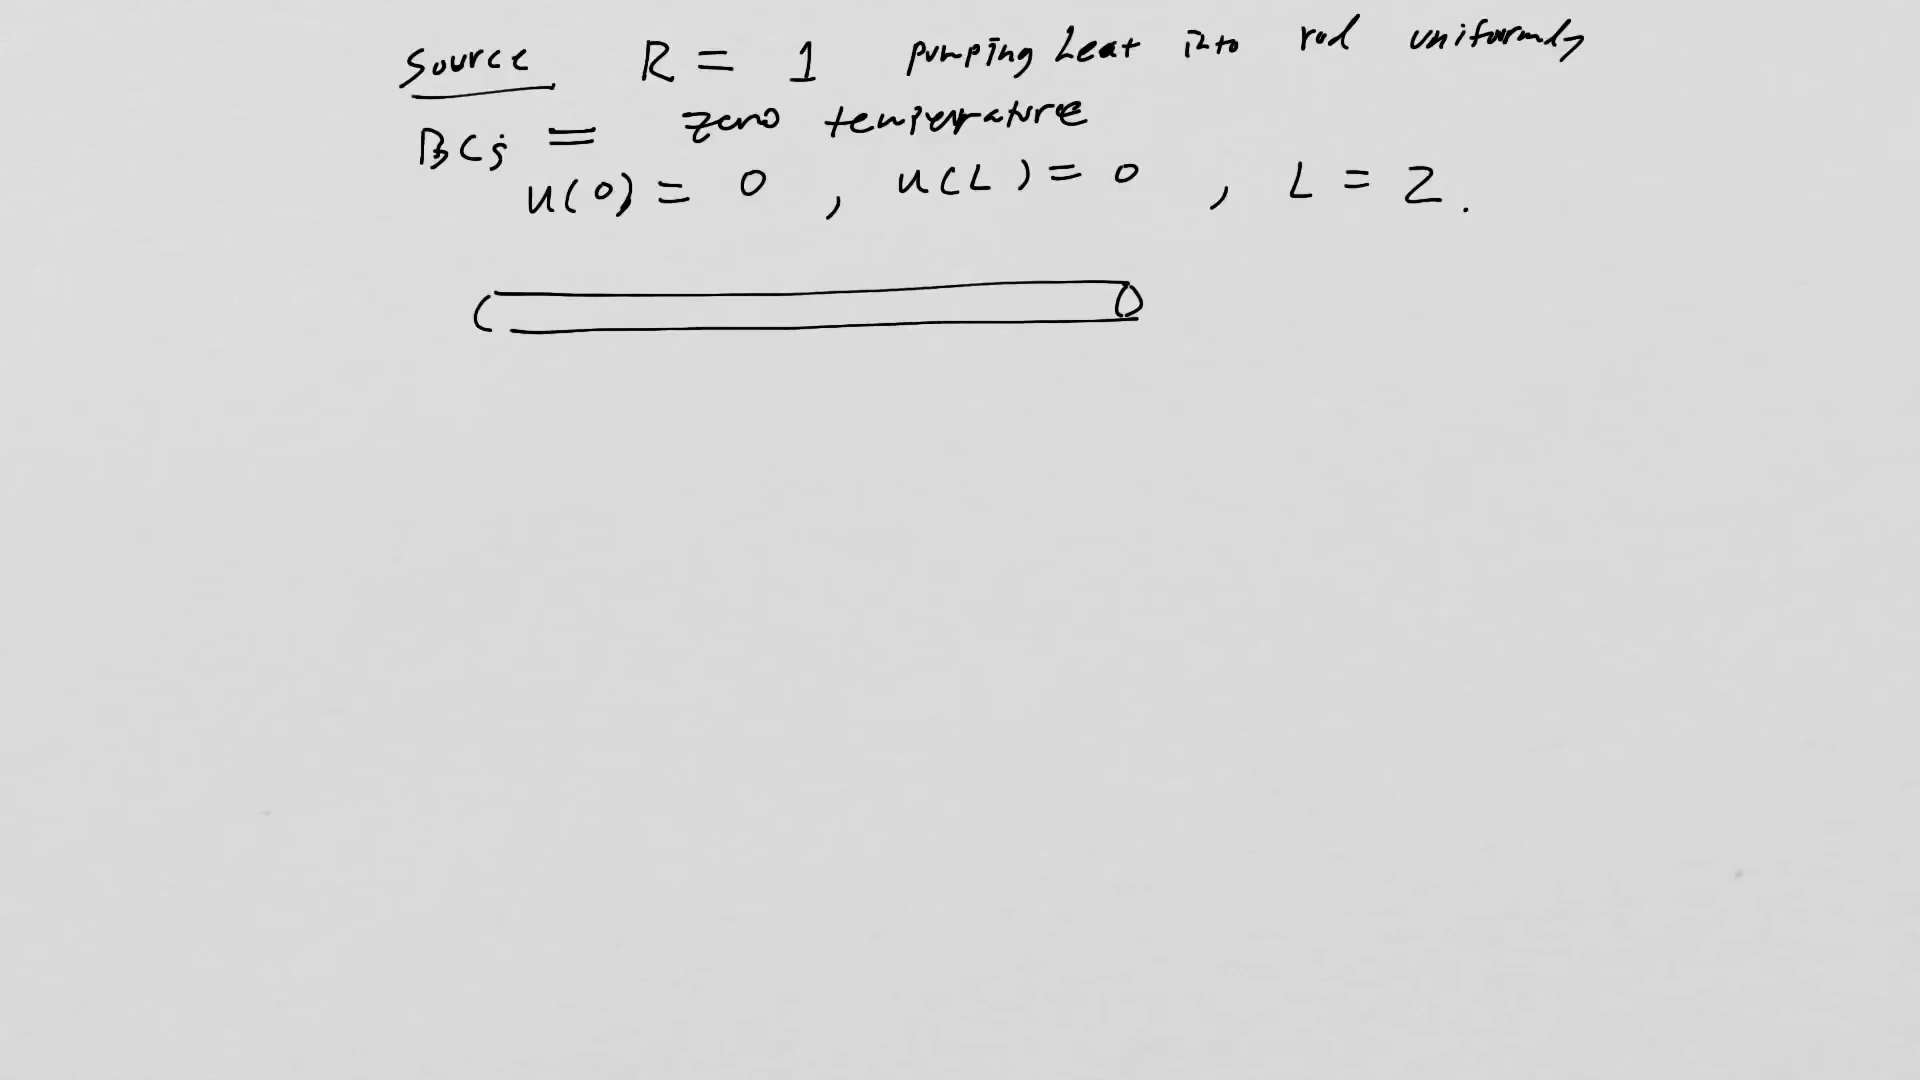 Source R = 1 pumping heat into rod uniformly
BCs = zero temperature
u(0) = 0 , u(L) = 0 , L = 2 .